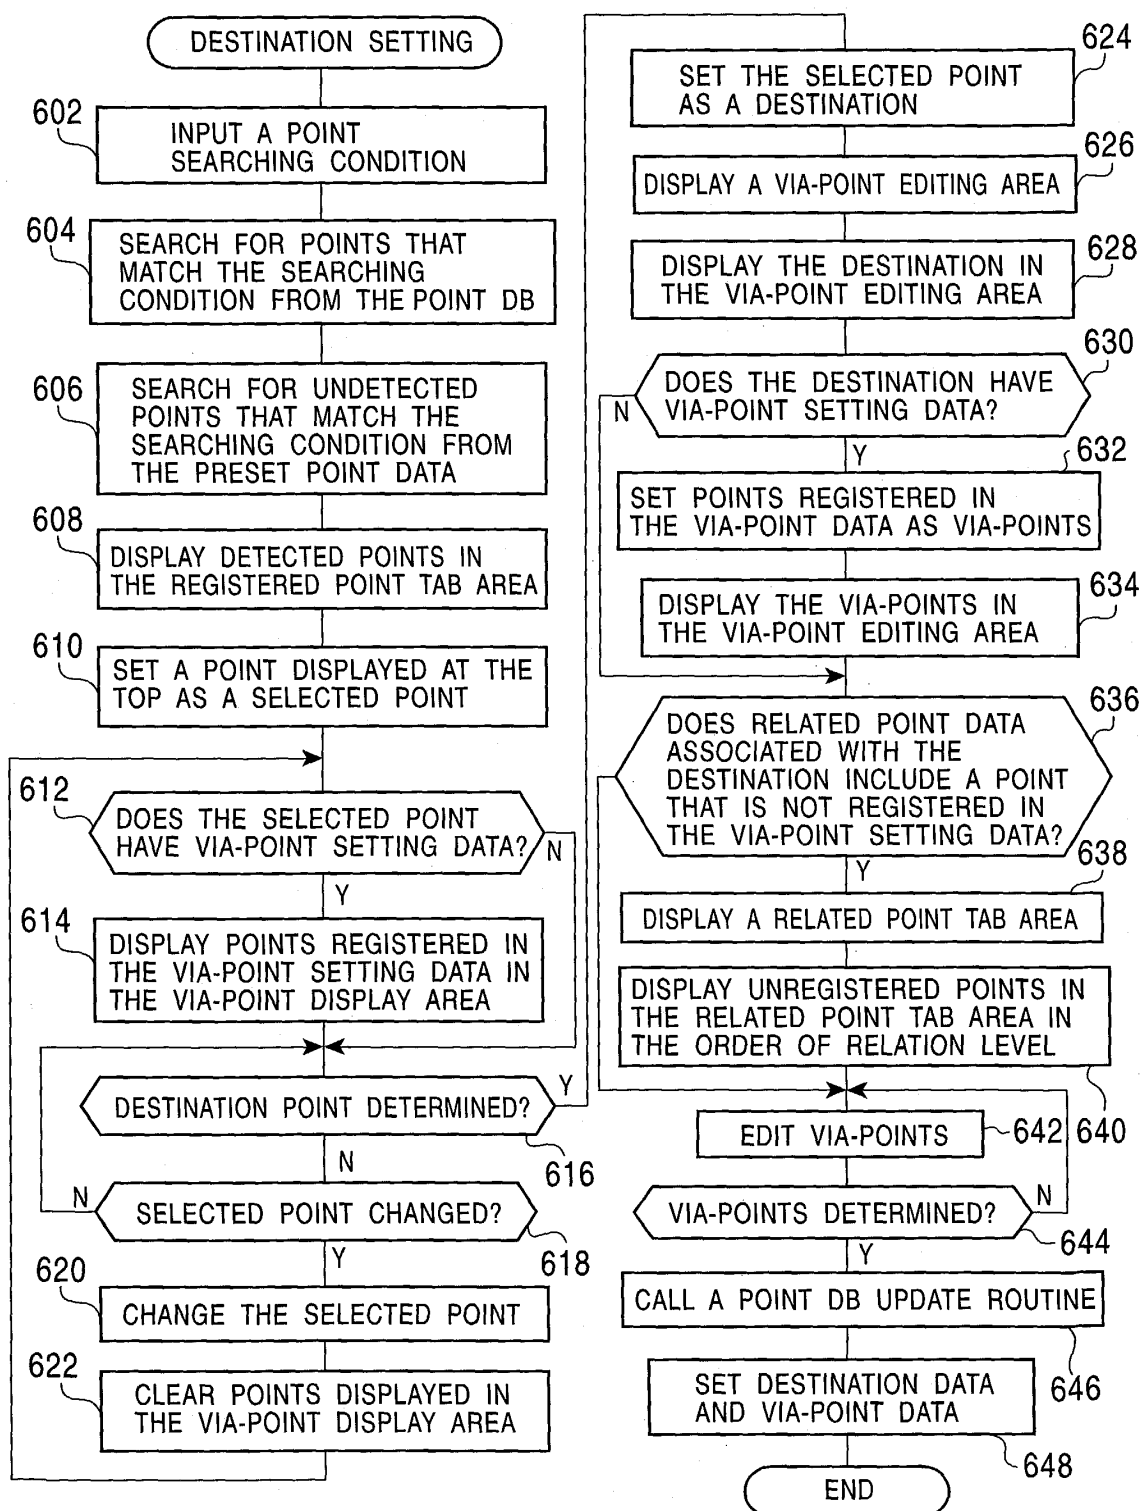 DESTINATION SETTING
602
INPUT A POINT
SEARCHING CONDITION
604
SEARCH FOR POINTS THAT
MATCH THE SEARCHING
CONDITION FROM THE POINT DB
606
SEARCH FOR UNDETECTED
POINTS THAT MATCH THE
SEARCHING CONDITION FROM
THE PRESET POINT DATA
608
DISPLAY DETECTED POINTS IN
THE REGISTERED POINT TAB AREA
610
SET A POINT DISPLAYED AT THE
TOP AS A SELECTED POINT
612
DOES THE SELECTED POINT
HAVE VIA-POINT SETTING DATA?
N
Y
614
DISPLAY POINTS REGISTERED IN
THE VIA-POINT SETTING DATA IN
THE VIA-POINT DISPLAY AREA
DESTINATION POINT DETERMINED?
Y
616
N
SELECTED POINT CHANGED?
N
618
Y
620
CHANGE THE SELECTED POINT
622
CLEAR POINTS DISPLAYED IN
THE VIA-POINT DISPLAY AREA
624
SET THE SELECTED POINT
AS A DESTINATION
626
DISPLAY A VIA-POINT EDITING AREA
628
DISPLAY THE DESTINATION IN
THE VIA-POINT EDITING AREA
630
DOES THE DESTINATION HAVE
VIA-POINT SETTING DATA?
N
Y
632
SET POINTS REGISTERED IN
THE VIA-POINT DATA AS VIA-POINTS
634
DISPLAY THE VIA-POINTS IN
THE VIA-POINT EDITING AREA
636
DOES RELATED POINT DATA
ASSOCIATED WITH THE
DESTINATION INCLUDE A POINT
THAT IS NOT REGISTERED IN
THE VIA-POINT SETTING DATA?
Y
638
DISPLAY A RELATED POINT TAB AREA
DISPLAY UNREGISTERED POINTS IN
THE RELATED POINT TAB AREA IN
THE ORDER OF RELATION LEVEL
640
EDIT VIA-POINTS
642
VIA-POINTS DETERMINED?
N
644
Y
CALL A POINT DB UPDATE ROUTINE
646
SET DESTINATION DATA
AND VIA-POINT DATA
648
END